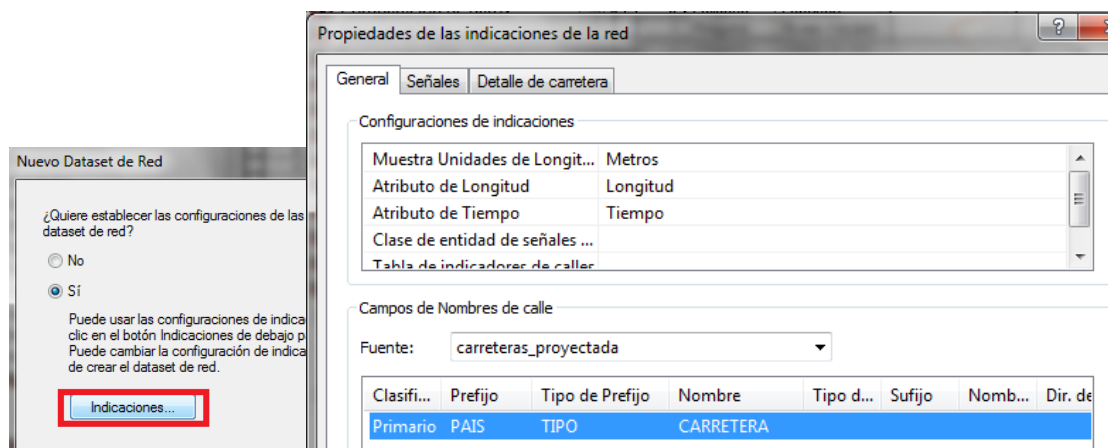 Propiedades de las indicaciones de la red
General Señales Detalle de carretera
Configuraciones de indicaciones
Muestra Unidades de Longit... Metros
Atributo de Longitud Longitud
Atributo de Tiempo Tiempo
Clase de entidad de señales ...
Tabla de indicadores de calles
Campos de Nombres de calle
Fuente: carreteras_proyectada
Clasifi... Prefijo Tipo de Prefijo Nombre Tipo d... Sufijo Nomb... Dir. de
Primario PAIS TIPO CARRETERA
Nuevo Dataset de Red
¿Quiere establecer las configuraciones de las
dataset de red?
No
Sí
Puede usar las configuraciones de indica
clic en el botón Indicaciones de debajo p
Puede cambiar la configuración de indica
de crear el dataset de red.
Indicaciones...